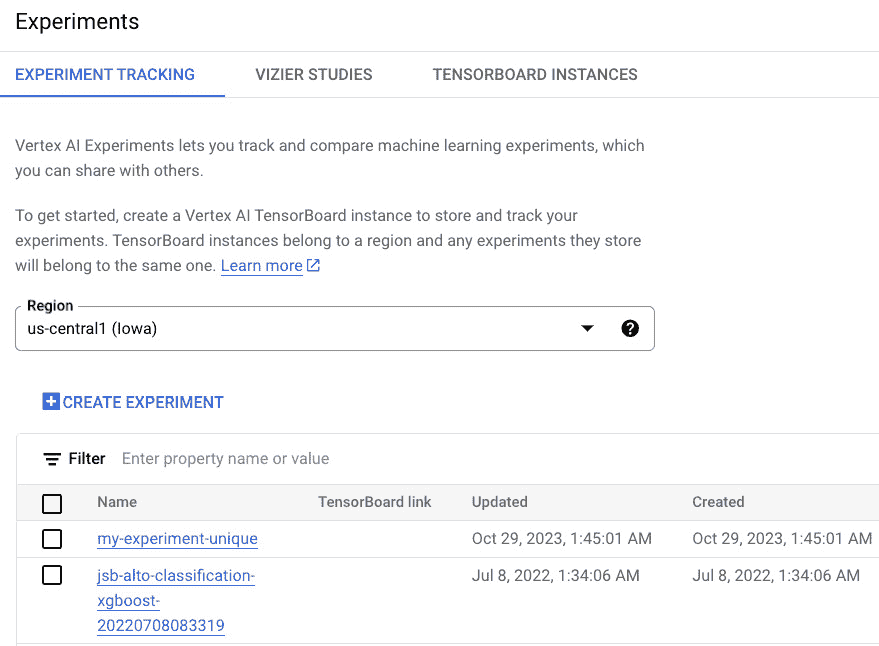 Experiments
EXPERIMENT TRACKING VIZIER STUDIES TENSORBOARD INSTANCES
Vertex AI Experiments lets you track and compare machine learning experiments, which
you can share with others.
To get started, create a Vertex AI TensorBoard instance to store and track your
experiments. TensorBoard instances belong to a region and any experiments they store
will belong to the same one. Learn more
Region
us-central1 (Iowa)
CREATE EXPERIMENT
Filter Enter property name or value
Name TensorBoard link Updated Created
my-experiment-unique Oct 29, 2023, 1:45:01 AM Oct 29, 2023, 1:45:01 AM
jsb-alto-classification- Jul 8, 2022, 1:34:06 AM Jul 8, 2022, 1:34:06 AM
xgboost-
20220708083319